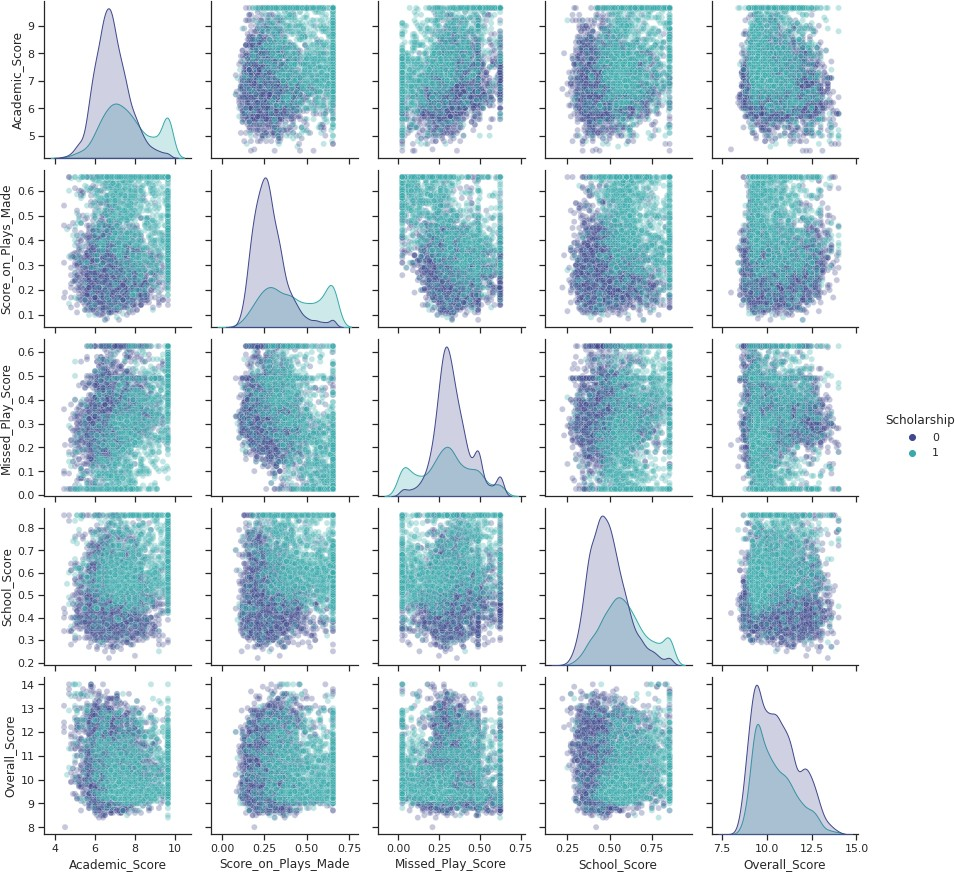 9
8
7
6
5
Academic_Score
0.6
0.5
0.4
0.3
0.2
0.1
Score_on_Plays_Made
0.6
0.5
0.4
0.3
0.2
0.1
0.0
Missed_Play_Score
0.8
0.7
0.6
0.5
0.4
0.3
0.2
School_Score
14
13
12
11
10
9
8
Overall_Score
4 6 8 10
Academic_Score
0.00 0.25 0.50 0.75
Score_on_Plays_Made
0.00 0.25 0.50 0.75
Missed_Play_Score
0.25 0.50 0.75
School_Score
7.5 10.0 12.5 15.0
Overall_Score
Scholarship
0
1